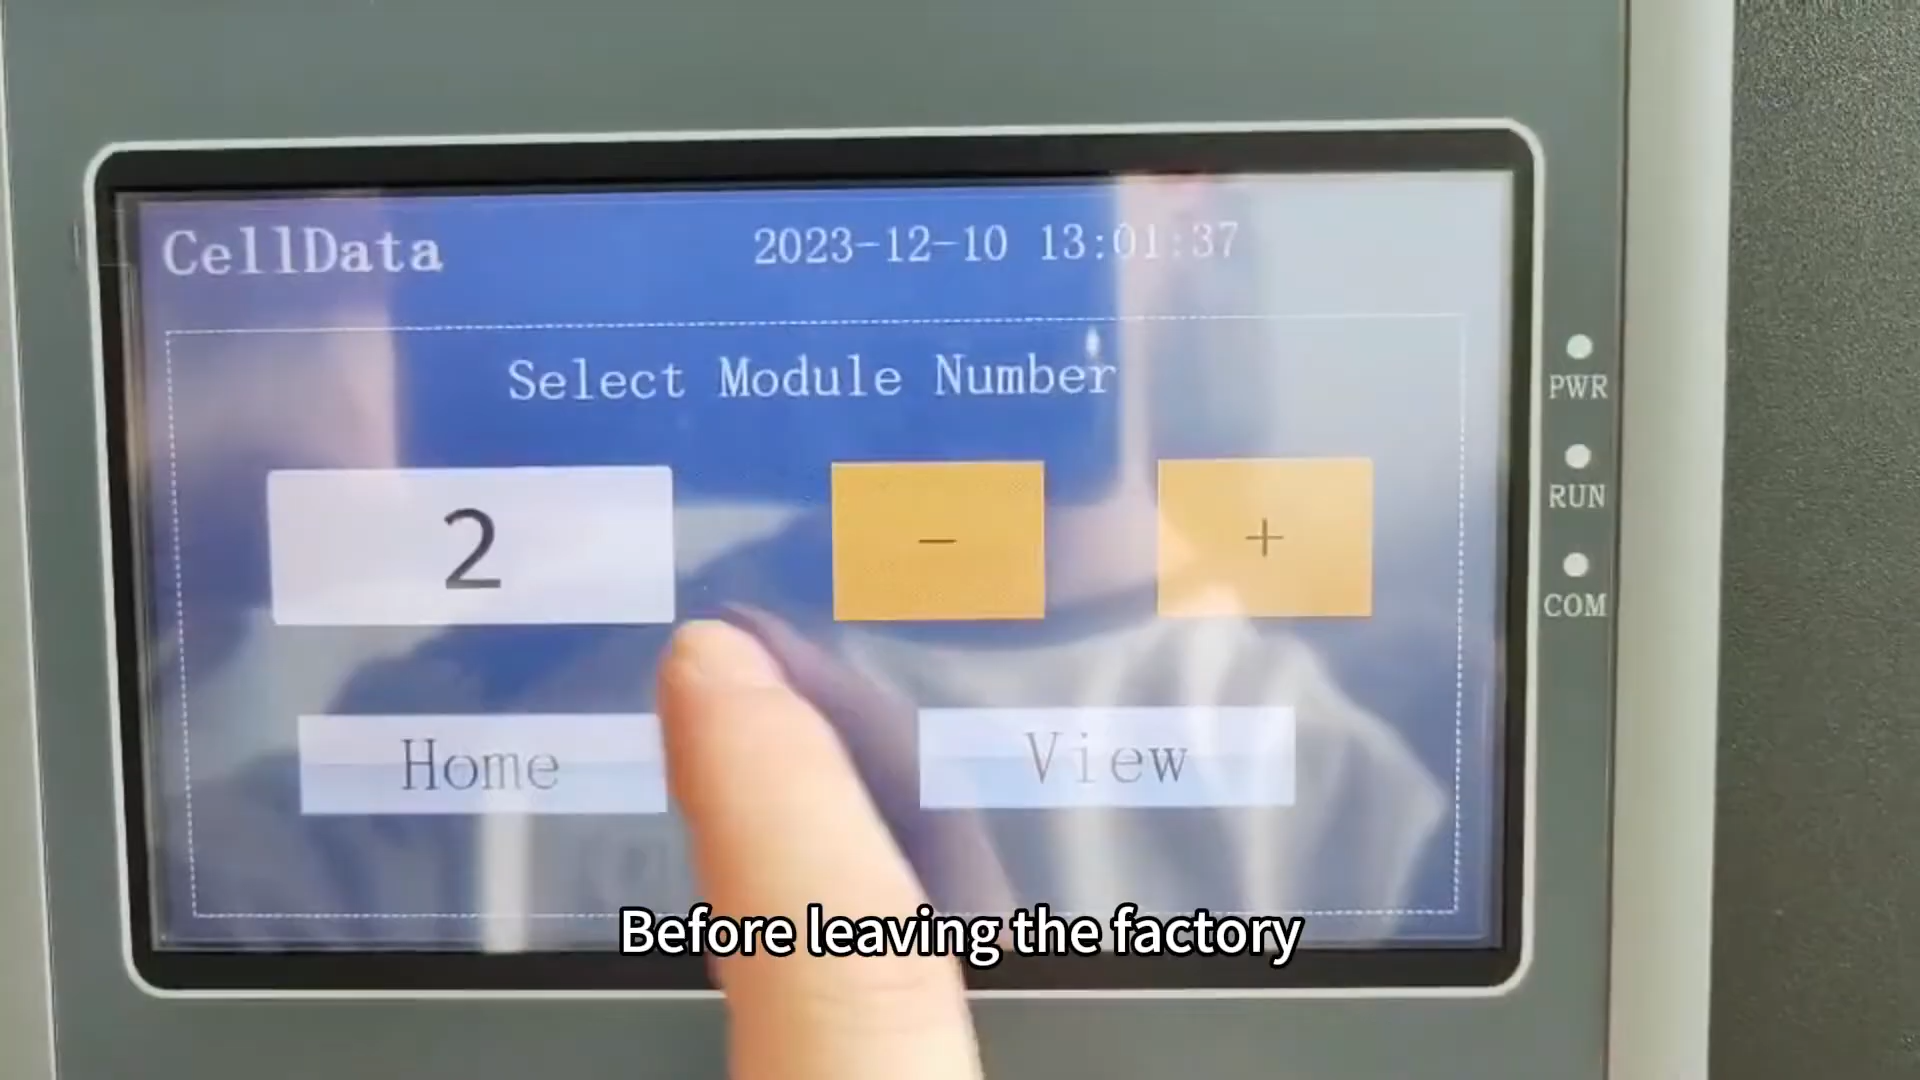 CellData
2023-12-10 13:01:37
Select Module Number
2
−
+
Home
View
PWR
RUN
COM
Before leaving the factory